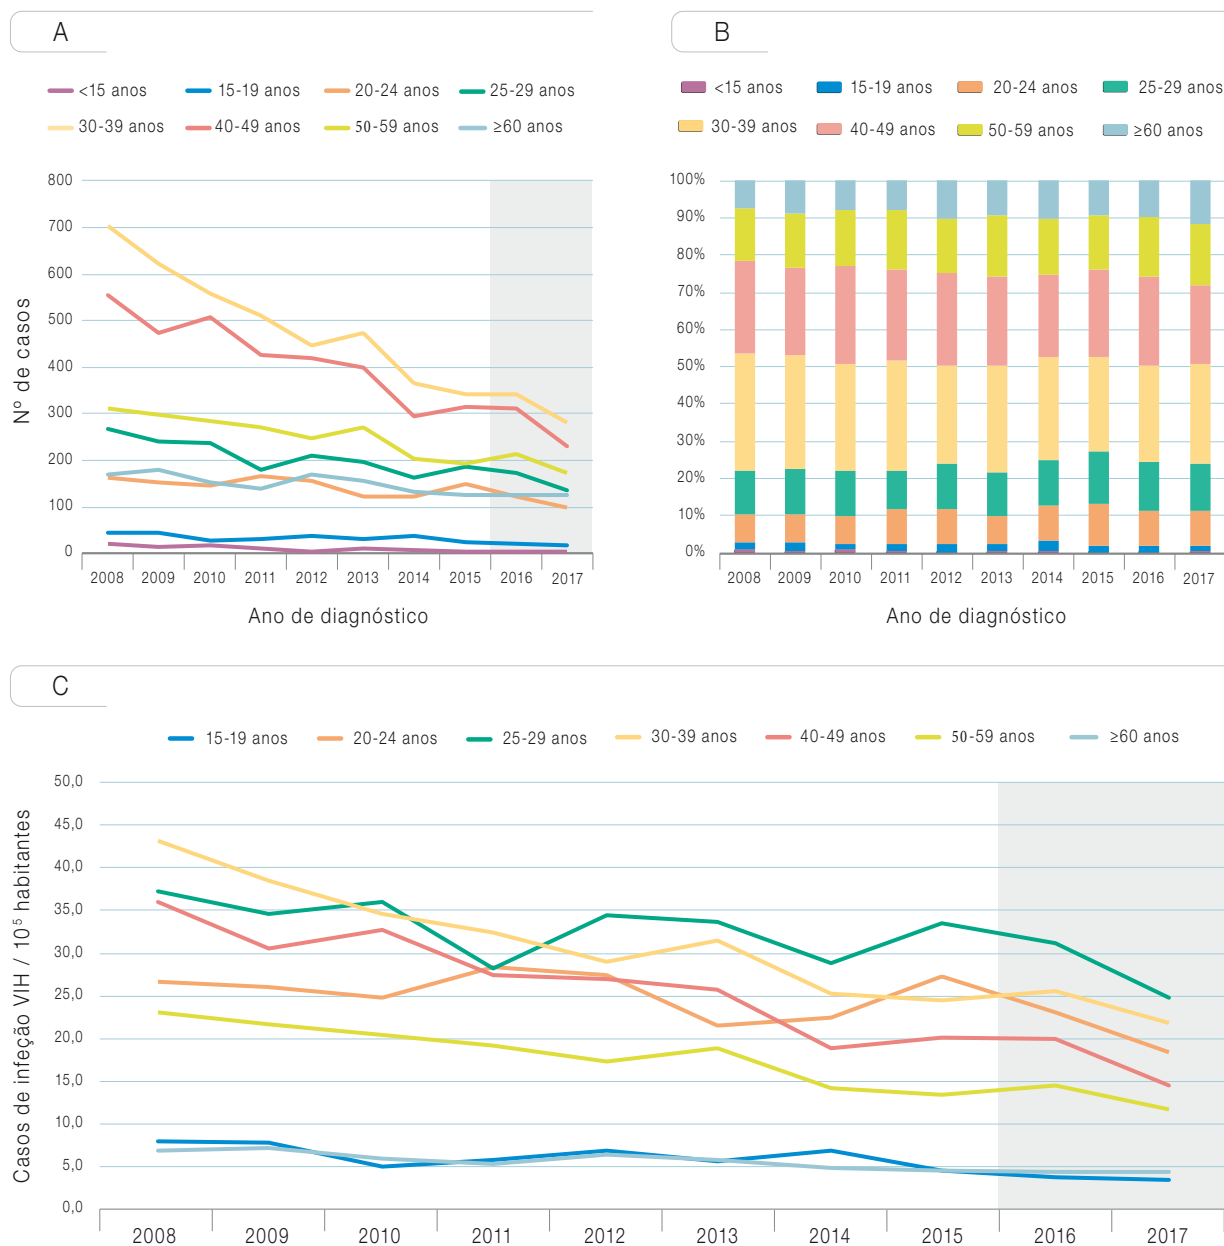 A
<15 anos 15-19 anos 20-24 anos 25-29 anos
30-39 anos 40-49 anos 50-59 anos ≥60 anos
800
700
600
500
400
300
200
100
0
Nº de casos
2008 2009 2010 2011 2012 2013 2014 2015 2016 2017
Ano de diagnóstico
B
<15 anos 15-19 anos 20-24 anos 25-29 anos
30-39 anos 40-49 anos 50-59 anos ≥60 anos
100%
90%
80%
70%
60%
50%
40%
30%
20%
10%
0%
2008 2009 2010 2011 2012 2013 2014 2015 2016 2017
Ano de diagnóstico
C
15-19 anos 20-24 anos 25-29 anos 30-39 anos 40-49 anos 50-59 anos ≥60 anos
50,0
45,0
40,0
35,0
30,0
25,0
20,0
15,0
10,0
5,0
0,0
Casos de infeção VIH / 10⁵ habitantes
2008 2009 2010 2011 2012 2013 2014 2015 2016 2017